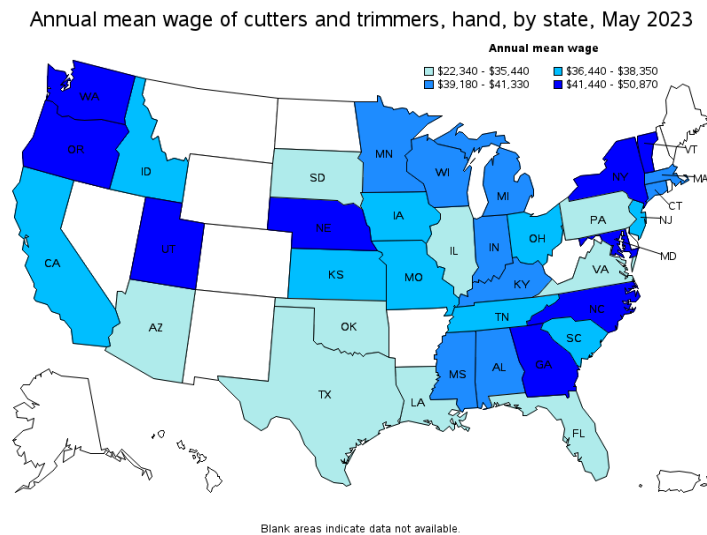 Annual mean wage of cutters and trimmers, hand, by state, May 2023
Annual mean wage
$22,340 - $35,440
$36,440 - $38,350
$39,180 - $41,330
$41,440 - $50,870
WA
OR
ID
MN
SD
WI
MI
NY
VT
MA
CT
NJ
PA
MD
NE
IA
UT
CA
KS
MO
IL
IN
OH
KY
VA
AZ
OK
TN
NC
SC
TX
LA
MS
AL
GA
FL
Blank areas indicate data not available.